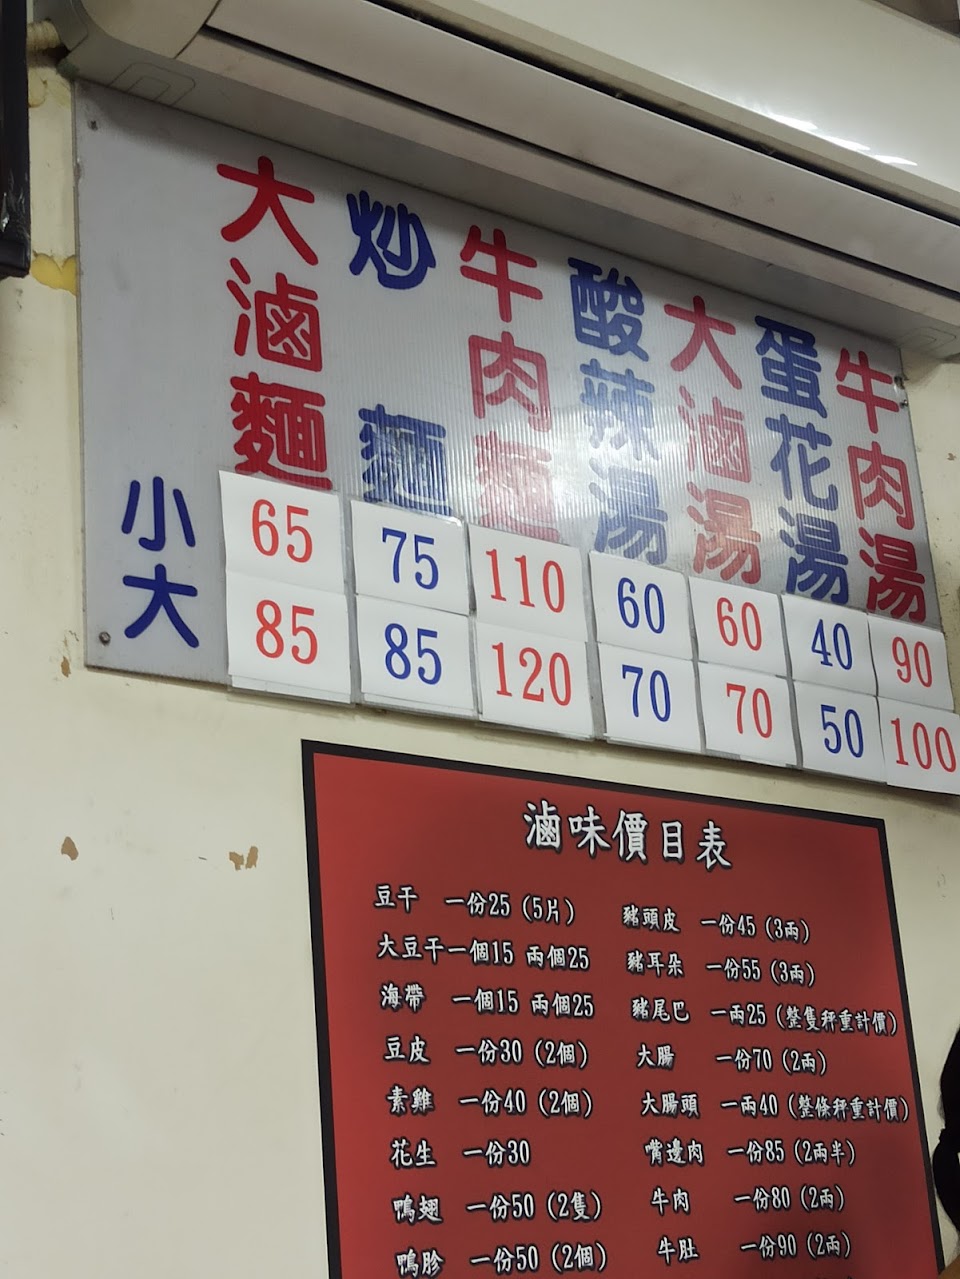 大滷麵 炒麵 牛肉麵 酸辣湯 大滷湯 蛋花湯 牛肉湯
小 65 75 110 60 60 40 90
大 85 85 120 70 70 50 100
滷味價目表
豆干 一份25（5片）
大豆干一個15 兩個25
海帶 一個15 兩個25
豆皮 一份30（2個）
素雞 一份40（2個）
花生 一份30
鴨翅 一份50（2隻）
鴨胗 一份50（2個）
豬頭皮 一份45（3兩）
豬耳朵 一份55（3兩）
豬尾巴 一兩25（整隻秤重計價）
大腸 一份70（2兩）
大腸頭 一兩40（整條秤重計價）
嘴邊肉 一份85（2兩半）
牛肉 一份80（2兩）
牛肚 一份90（2兩）